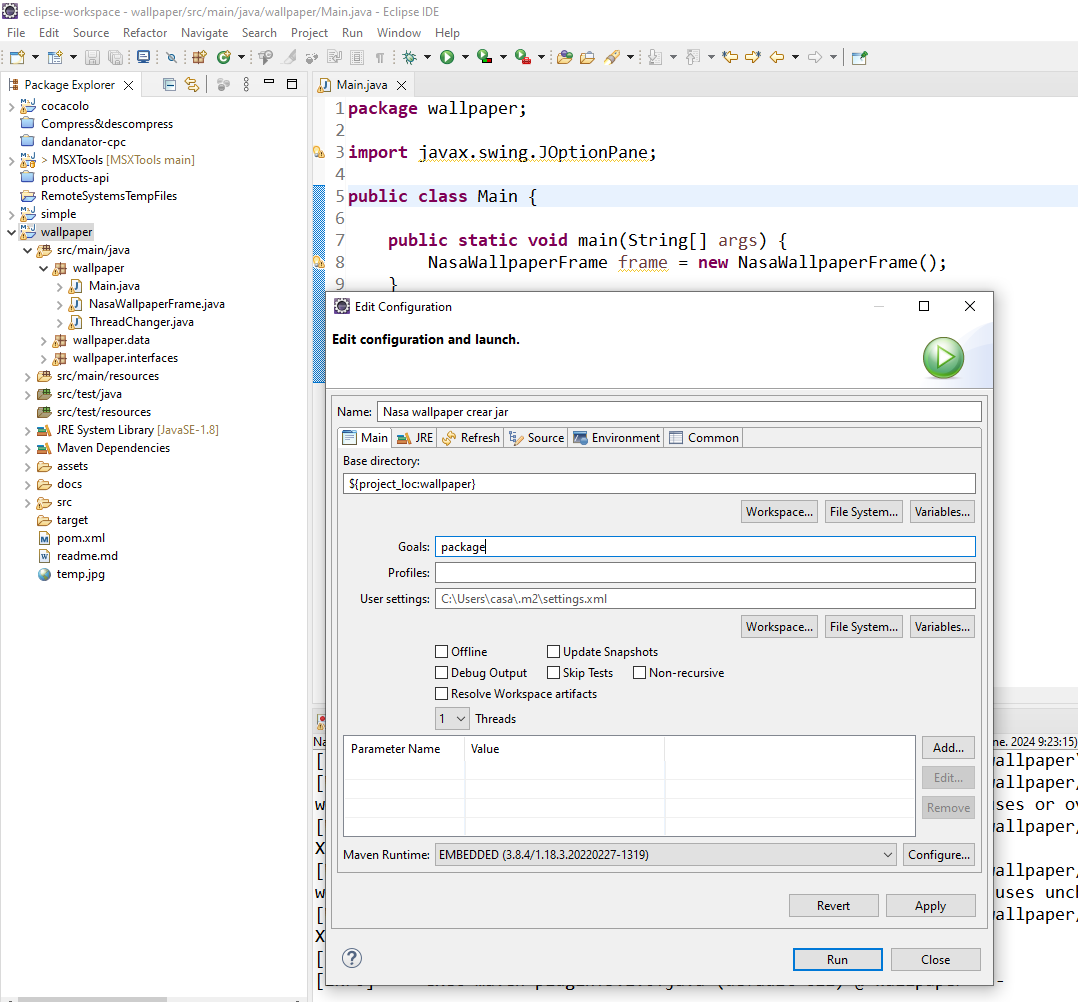 eclipse-workspace - wallpaper/src/main/java/wallpaper/Main.java - Eclipse IDE
File Edit Source Refactor Navigate Search Project Run Window Help
Package Explorer
cocacolo
Compress&descompress
dandanator-cpc
> MSXTools [MSXTools main]
products-api
RemoteSystemsTempFiles
simple
wallpaper
src/main/java
wallpaper
Main.java
NasaWallpaperFrame.java
ThreadChanger.java
wallpaper.data
wallpaper.interfaces
src/main/resources
src/test/java
src/test/resources
JRE System Library [JavaSE-1.8]
Maven Dependencies
assets
docs
src
target
pom.xml
readme.md
temp.jpg
Main.java
1 package wallpaper;
2
3 import javax.swing.JOptionPane;
4
5 public class Main {
6
7 public static void main(String[] args) {
8 NasaWallpaperFrame frame = new NasaWallpaperFrame();
9 }
Edit Configuration
Edit configuration and launch.
Name: Nasa wallpaper crear jar
Main JRE Refresh Source Environment Common
Base directory:
${project_loc:wallpaper}
Workspace... File System... Variables...
Goals: package
Profiles:
User settings: C:\Users\casa\.m2\settings.xml
Workspace... File System... Variables...
Offline Update Snapshots
Debug Output Skip Tests Non-recursive
Resolve Workspace artifacts
1 Threads
Parameter Name Value
Add...
Edit...
Remove
Maven Runtime: EMBEDDED (3.8.4/1.18.3.20220227-1319) Configure...
Revert Apply
Run Close
ne. 2024 9:23:15)
wallpaper
wallpaper/
ses or ov
wallpaper/
wallpaper/
uses uncl
wallpaper/